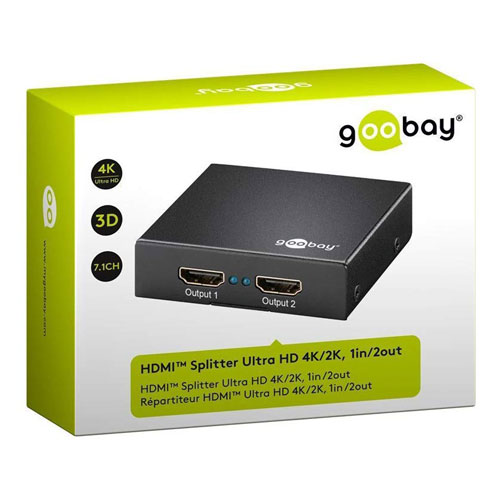 goobay
goobay®
4K
Ultra HD
3D
7.1CH
www.mygoobay.com
goobay®
Output 1
Output 2
HDMI™ Splitter Ultra HD 4K/2K, 1in/2out
HDMI™ Splitter Ultra HD 4K/2K, 1in/2out
Répartiteur HDMI™ Ultra HD 4K/2K, 1in/2out